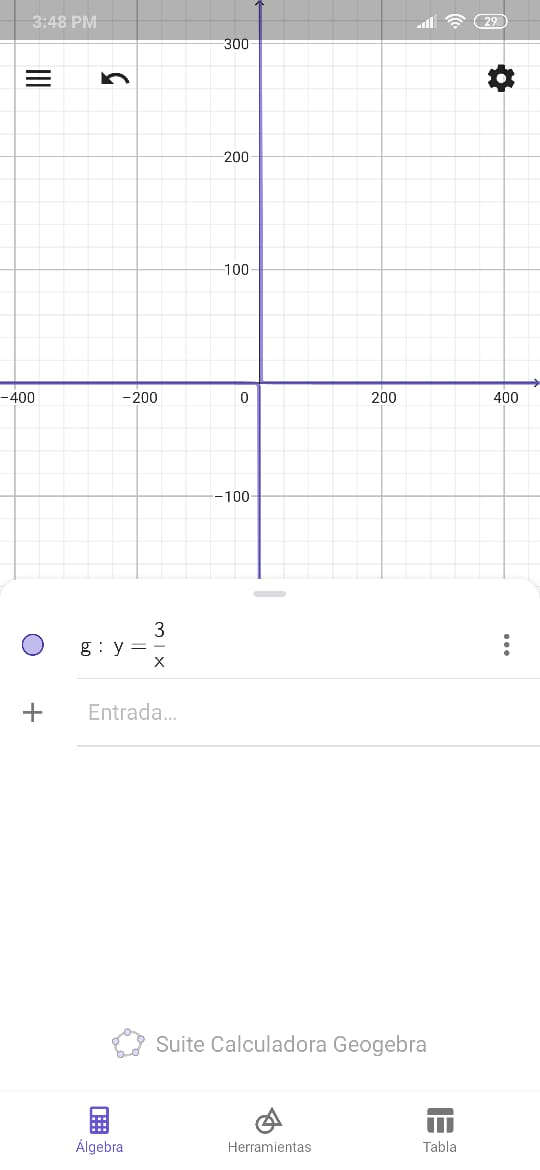 3:48 PM 29
300
200
100
−400 −200 0 200 400
−100
g : y = 3/x
+ Entrada...
Suite Calculadora Geogebra
Álgebra Herramientas Tabla